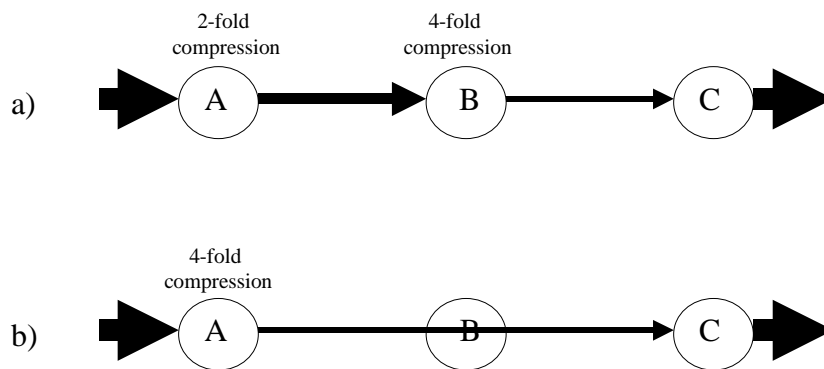 2-fold
compression
4-fold
compression
a)
A
B
C
4-fold
compression
b)
A
B
C